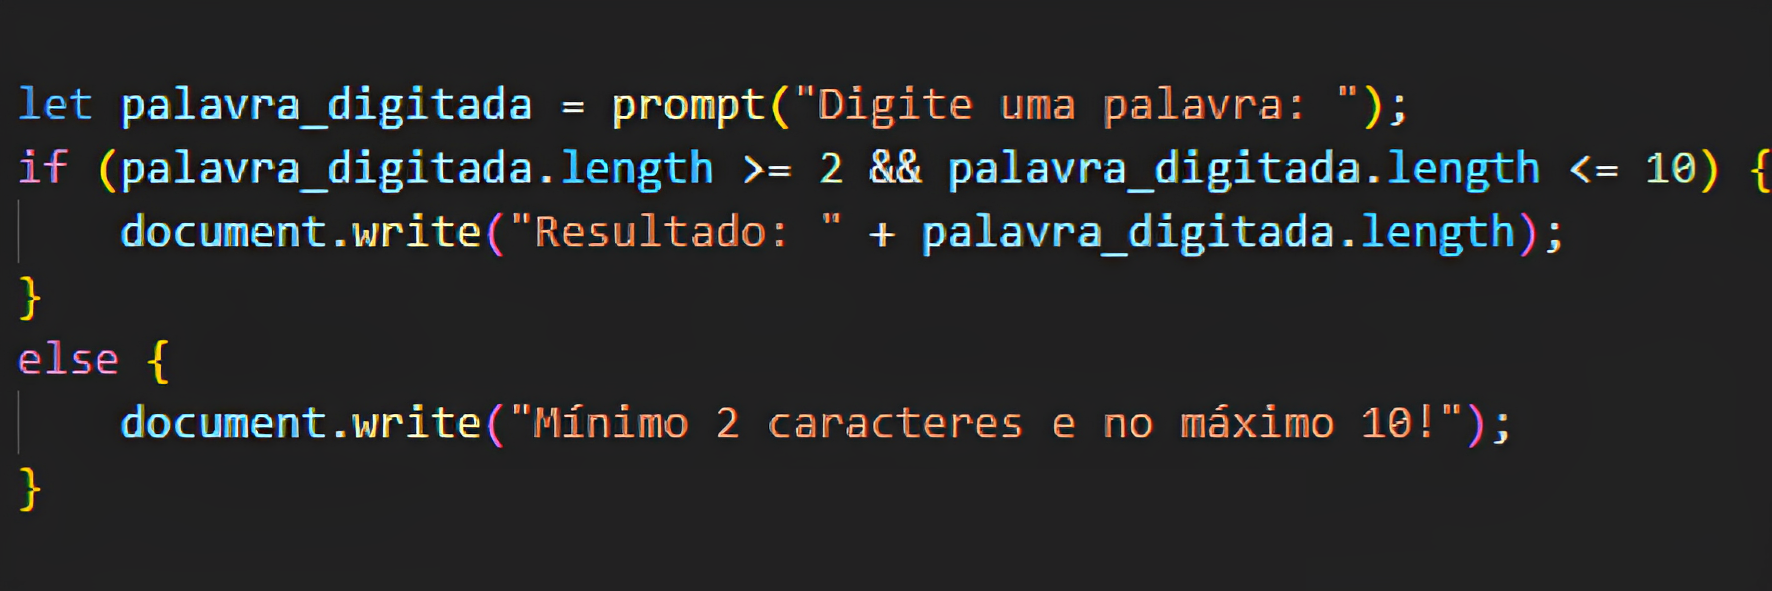 let palavra_digitada = prompt("Digite uma palavra: ");
if (palavra_digitada.length >= 2 && palavra_digitada.length <= 10) {
    document.write("Resultado: " + palavra_digitada.length);
}
else {
    document.write("Mínimo 2 caracteres e no máximo 10!");
}